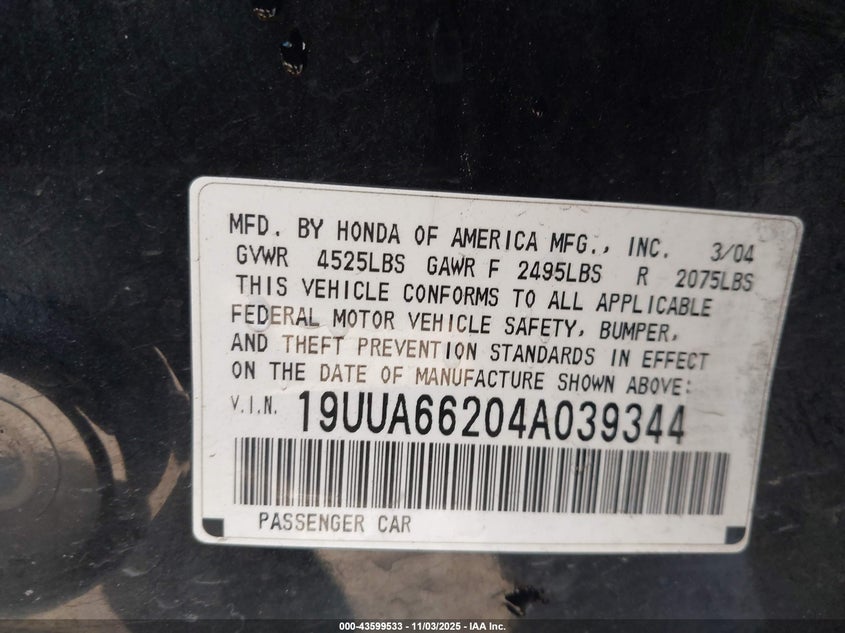 MFD. BY HONDA OF AMERICA MFG., INC. 3/04
GVWR 4525LBS GAWR F 2495LBS R 2075LBS
THIS VEHICLE CONFORMS TO ALL APPLICABLE
FEDERAL MOTOR VEHICLE SAFETY, BUMPER,
AND THEFT PREVENTION STANDARDS IN EFFECT
ON THE DATE OF MANUFACTURE SHOWN ABOVE:
V.I.N. 19UUA66204A039344
PASSENGER CAR
000-43599533 - 11/03/2025 - IAA Inc.